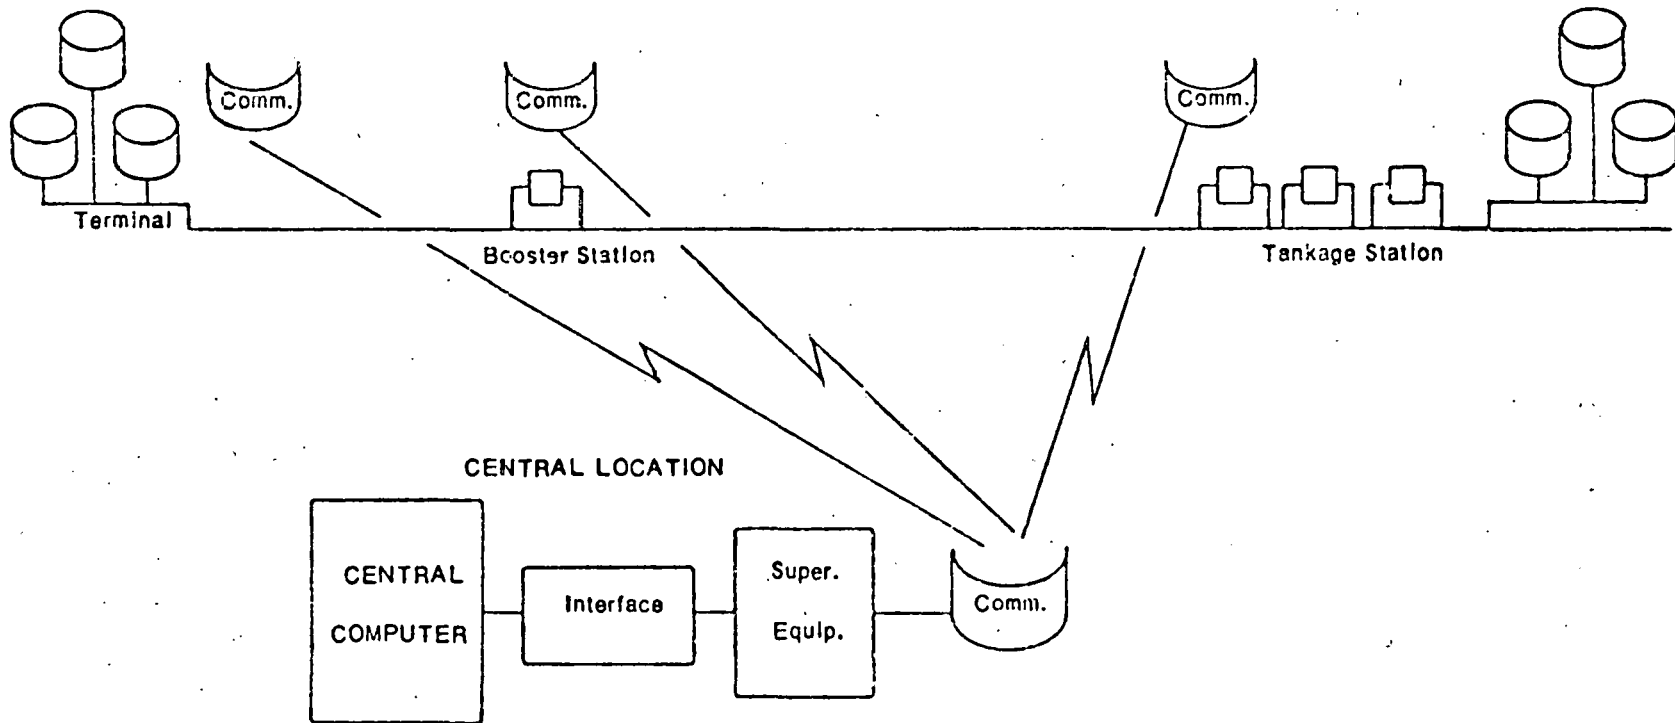 Comm.
Comm.
Comm.
Terminal
Booster Station
Tankage Station
CENTRAL LOCATION
CENTRAL
COMPUTER
Interface
Super.
Equip.
Comm.